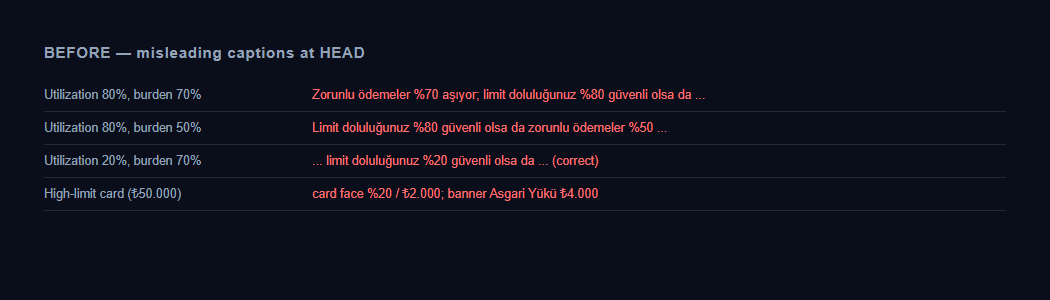 BEFORE — misleading captions at HEAD
Utilization 80%, burden 70% Zorunlu ödemeler %70 aşıyor; limit doluluğunuz %80 güvenli olsa da ...
Utilization 80%, burden 50% Limit doluluğunuz %80 güvenli olsa da zorunlu ödemeler %50 ...
Utilization 20%, burden 70% ... limit doluluğunuz %20 güvenli olsa da ... (correct)
High-limit card (₺50.000) card face %20 / ₺2.000; banner Asgari Yükü ₺4.000